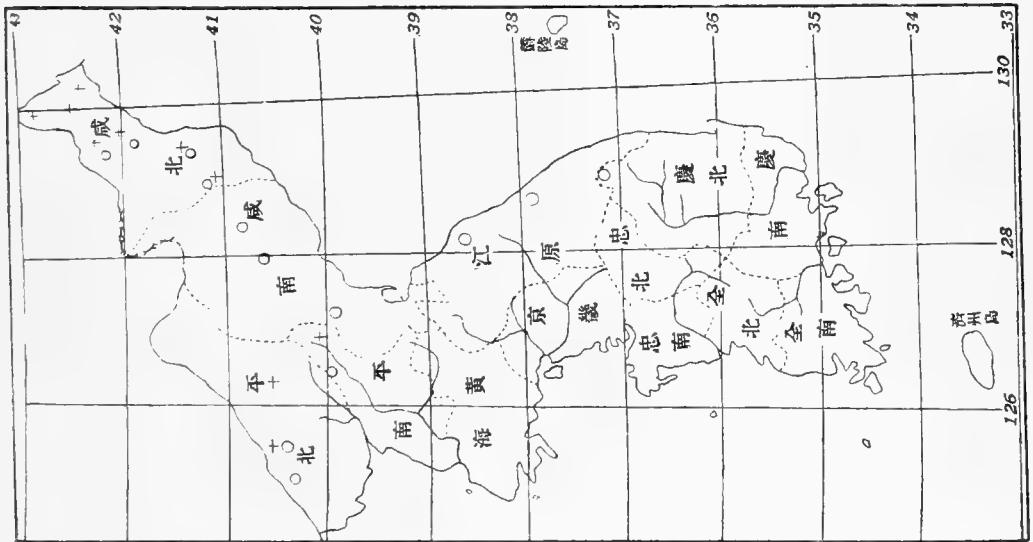 43
42
41
40
39
38
37
36
35
34
33
130
128
126
鬱陵島
濟州島
咸
北
咸
南
平
北
平
南
黃
海
江
原
京
畿
忠
北
忠
南
慶
北
慶
南
全
北
全
南